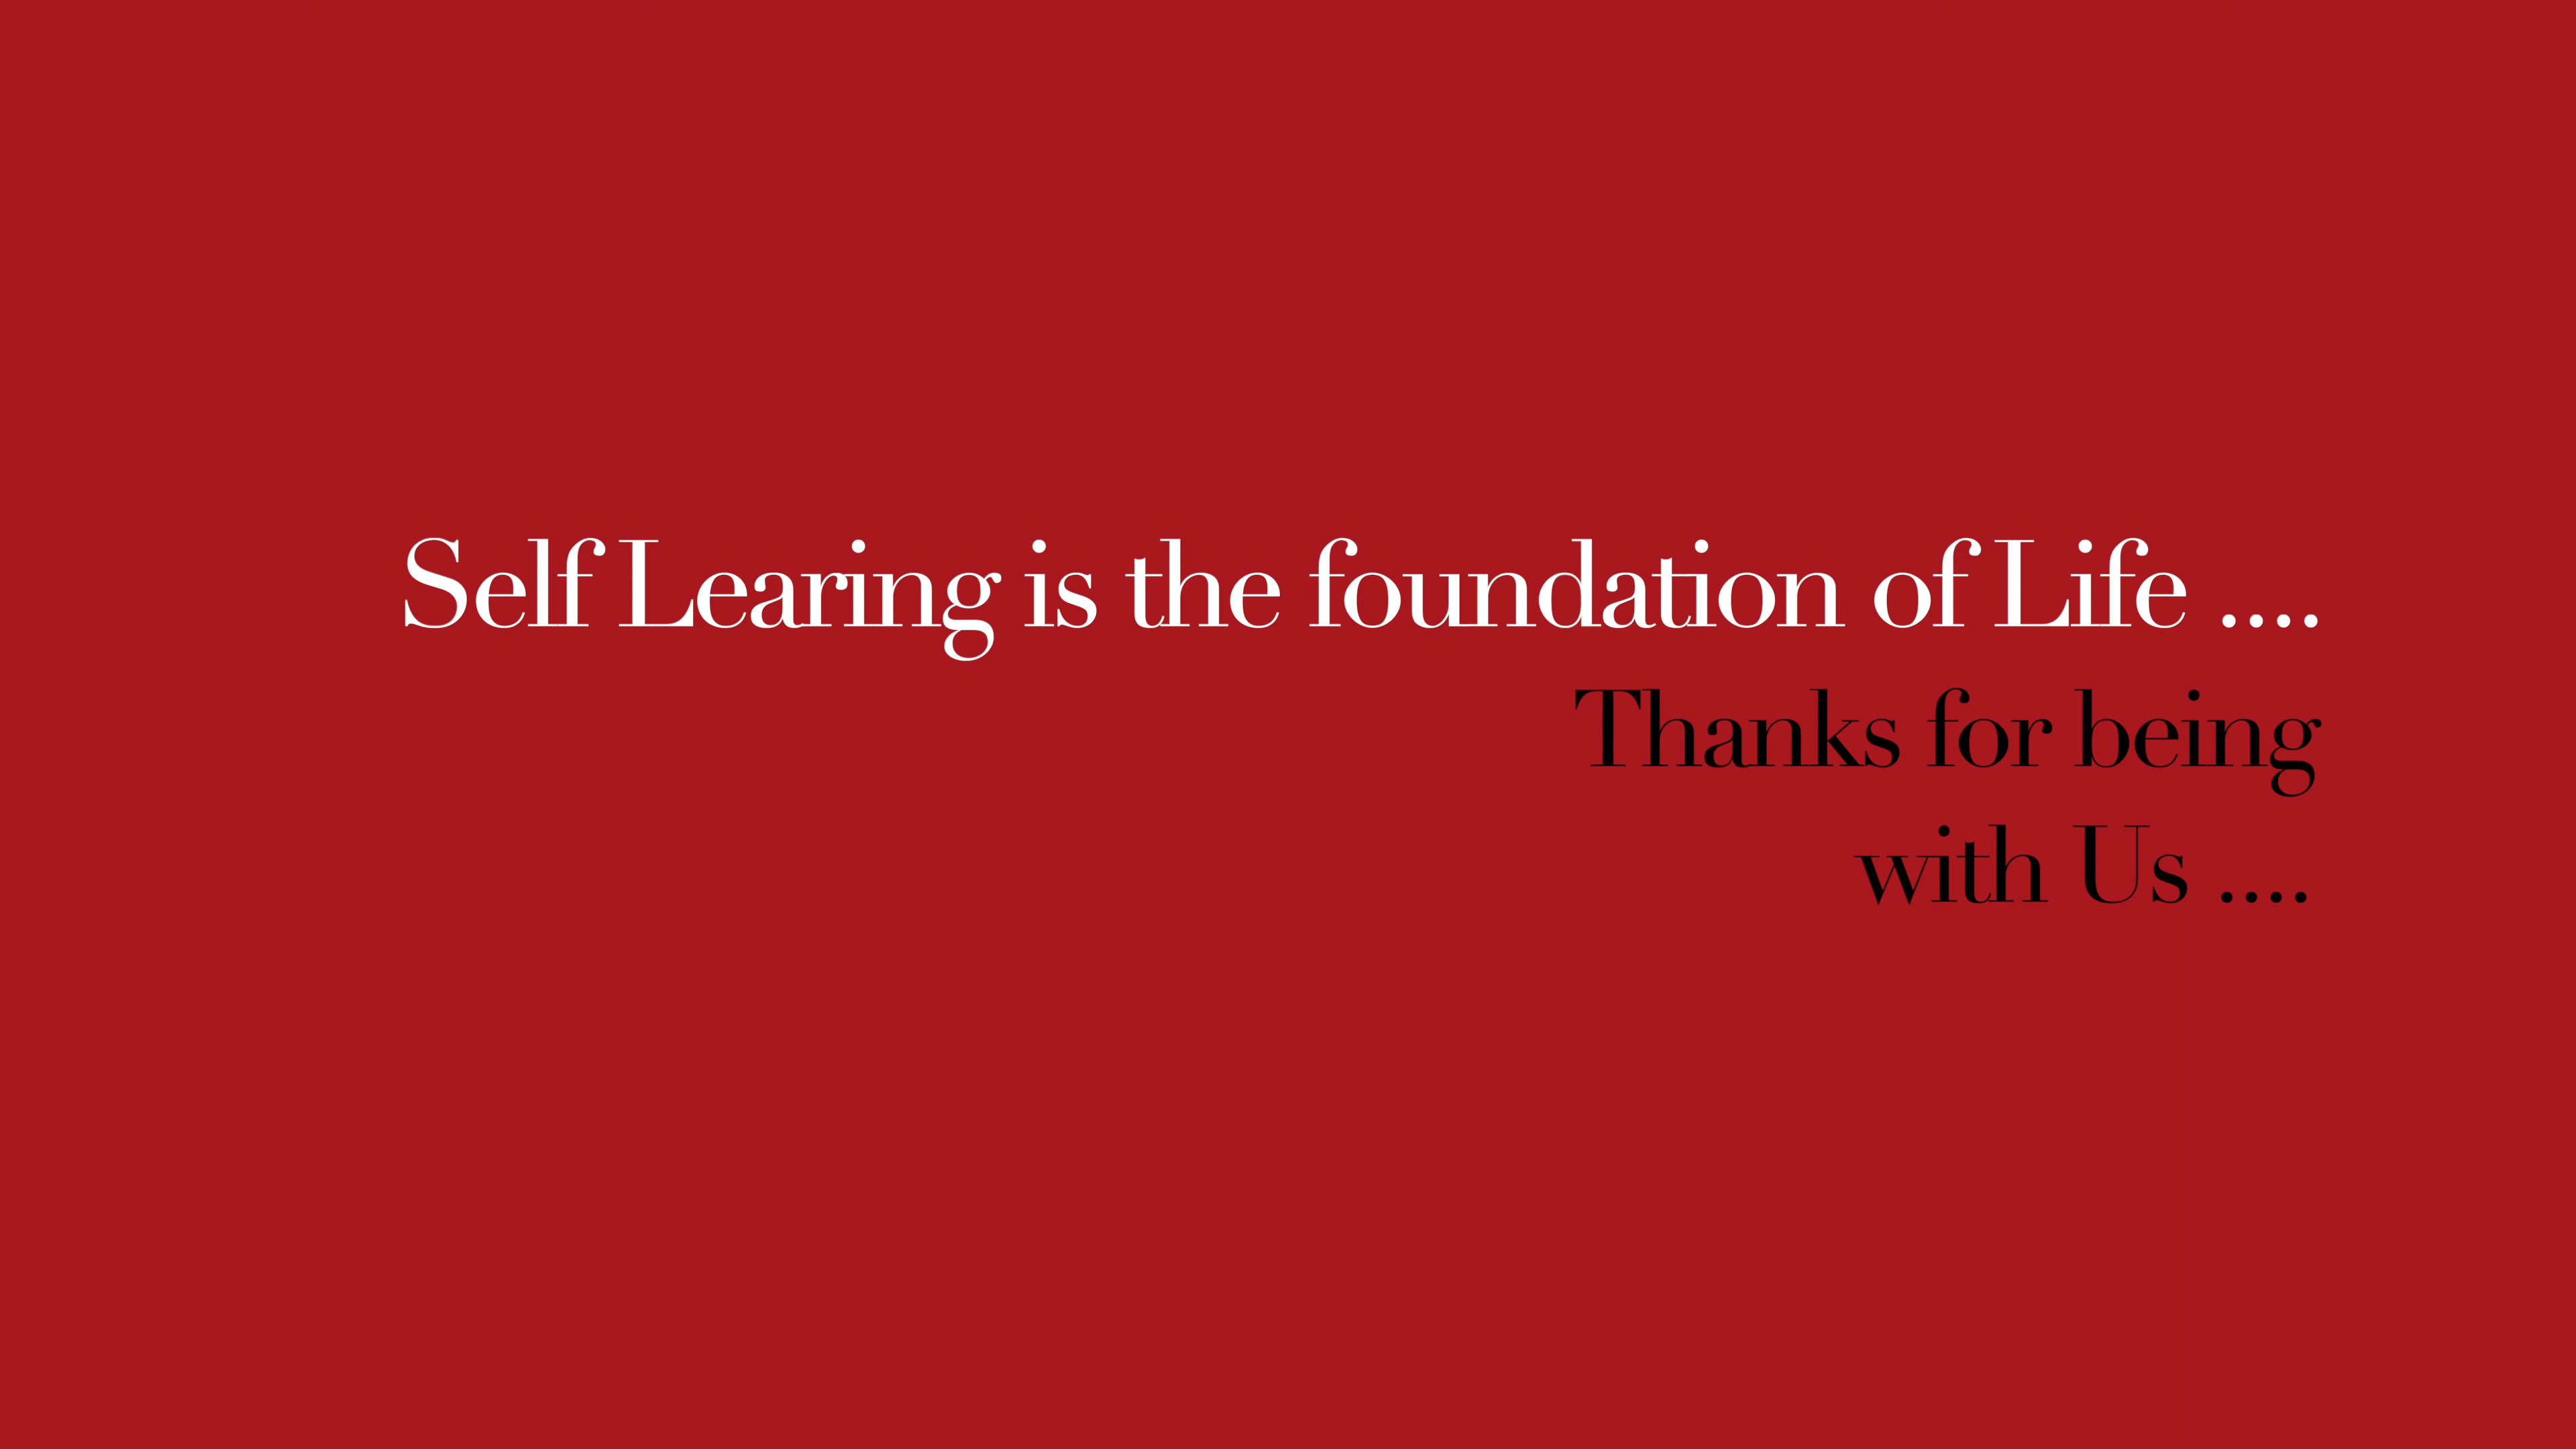 Self Learing is the foundation of Life ....
Thanks for being
with Us ....